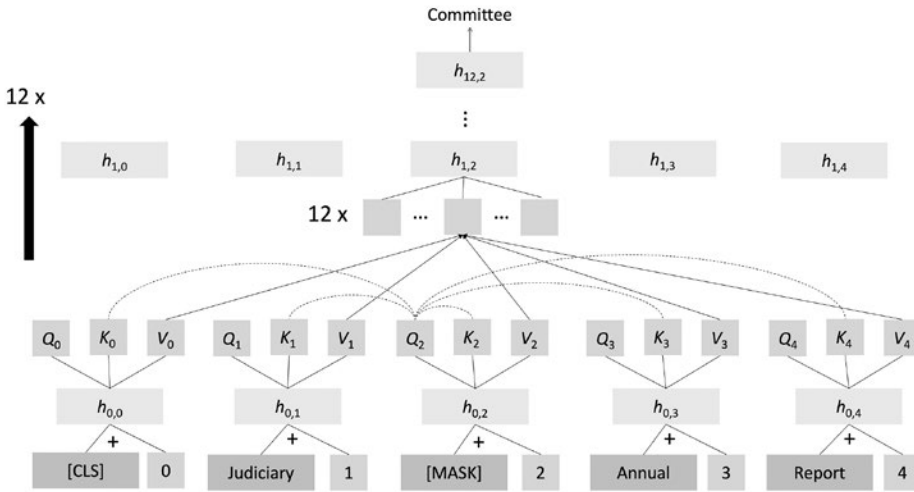 Committee
h12,2
12 x
⋮
h1,0 h1,1 h1,2 h1,3 h1,4
12 x ... ...
Q0 K0 V0 Q1 K1 V1 Q2 K2 V2 Q3 K3 V3 Q4 K4 V4
h0,0 h0,1 h0,2 h0,3 h0,4
+ + + + +
[CLS] 0 Judiciary 1 [MASK] 2 Annual 3 Report 4